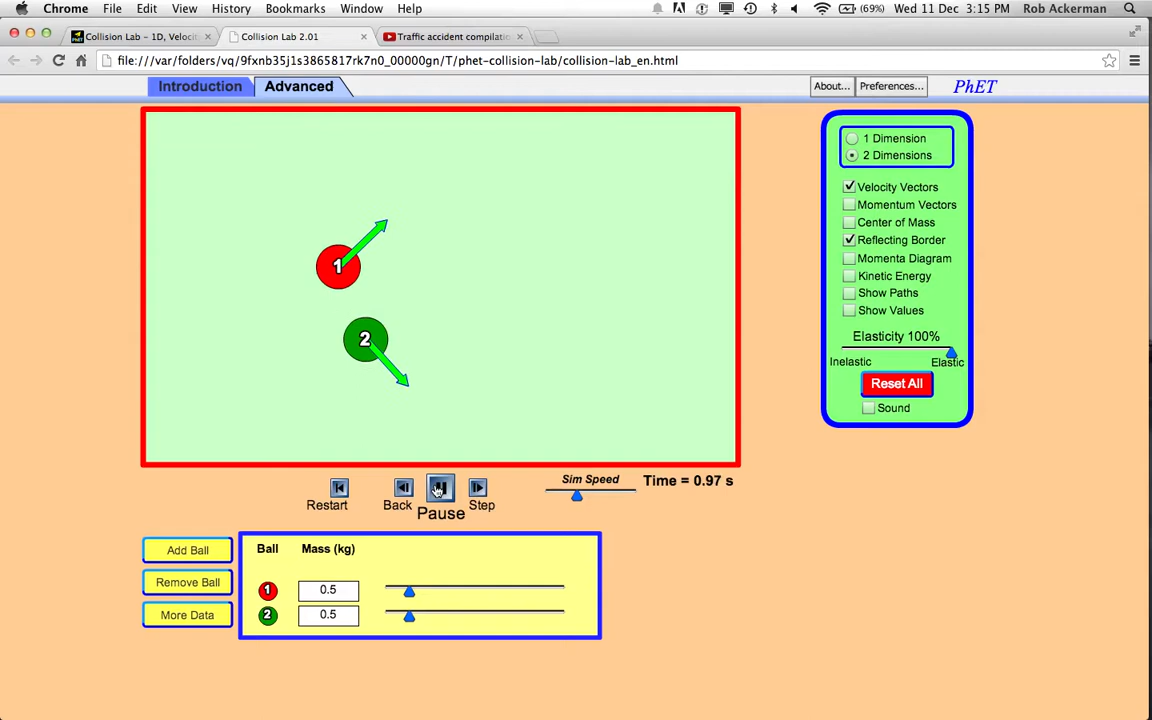 Chrome File Edit View History Bookmarks Window Help (69%) Wed 11 Dec 3:15 PM Rob Ackerman
Collision Lab – 1D, Veloci Collision Lab 2.01 Traffic accident compilati
file:///var/folders/vq/9fxnb35j1s3865817rk7n0_00000gn/T/phet-collision-lab/collision-lab_en.html
Introduction Advanced About... Preferences... PhET
1 Dimension
2 Dimensions
Velocity Vectors
Momentum Vectors
Center of Mass
Reflecting Border
Momenta Diagram
Kinetic Energy
Show Paths
Show Values
Elasticity 100%
Inelastic Elastic
Reset All
Sound
1
2
Restart Back Pause Step Sim Speed Time = 0.97 s
Add Ball
Remove Ball
More Data
Ball Mass (kg)
1 0.5
2 0.5